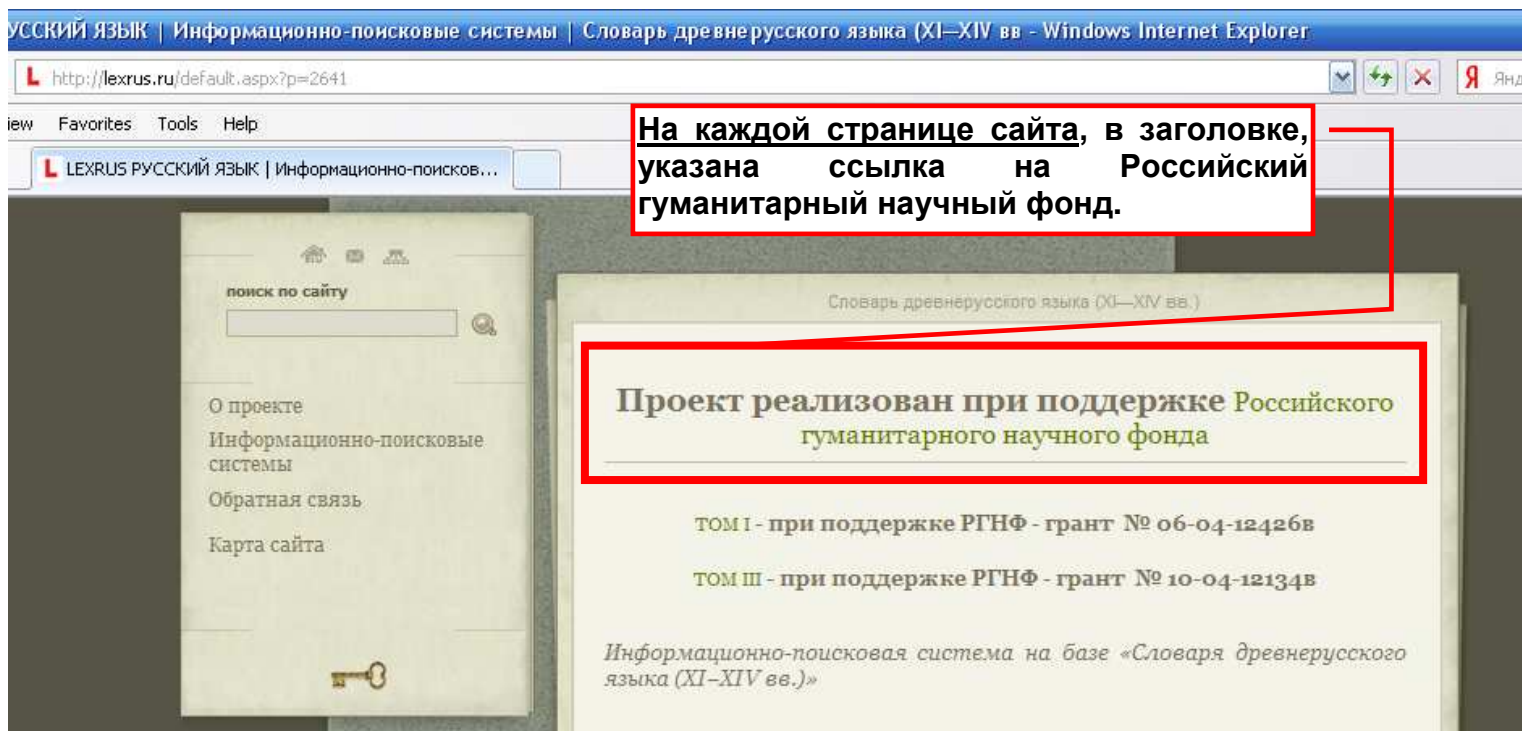 УССКИЙ ЯЗЫК | Информационно-поисковые системы | Словарь древнерусского языка (XI—XIV вв - Windows Internet Explorer
L http://lexrus.ru/default.aspx?p=2641
Я Янд
iew Favorites Tools Help
L LEXRUS РУССКИЙ ЯЗЫК | Информационно-поисков...
На каждой странице сайта, в заголовке,
указана ссылка на Российский
гуманитарный научный фонд.
поиск по сайту
О проекте
Информационно-поисковые
системы
Обратная связь
Карта сайта
Словарь древнерусского языка (XI—XIV вв.)
Проект реализован при поддержке Российского
гуманитарного научного фонда
ТОМ I - при поддержке РГНФ - грант № 06-04-12426в
ТОМ III - при поддержке РГНФ - грант № 10-04-12134в
Информационно-поисковая система на базе «Словаря древнерусского
языка (XI–XIV вв.)»